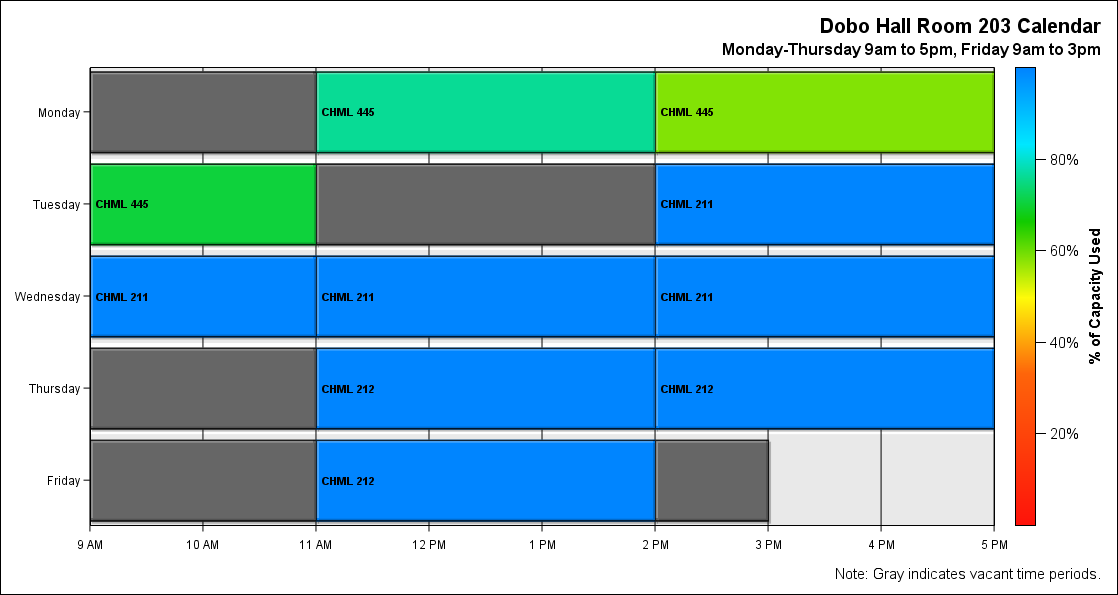 Dobo Hall Room 203 Calendar
Monday-Thursday 9am to 5pm, Friday 9am to 3pm
Monday
CHML 445
CHML 445
Tuesday
CHML 445
CHML 211
Wednesday
CHML 211
CHML 211
CHML 211
Thursday
CHML 212
CHML 212
Friday
CHML 212
9 AM 10 AM 11 AM 12 PM 1 PM 2 PM 3 PM 4 PM 5 PM
80%
60%
40%
20%
% of Capacity Used
Note: Gray indicates vacant time periods.